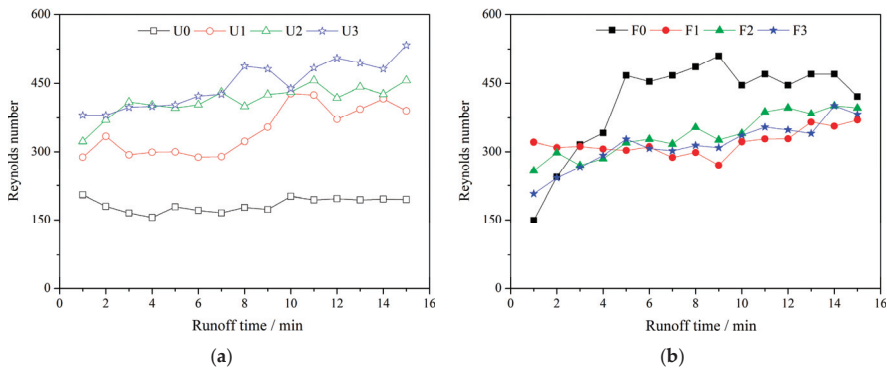 U0 U1 U2 U3
600
450
300
150
0
Reynolds number
0 2 4 6 8 10 12 14 16
Runoff time / min
(a)
F0 F1 F2 F3
600
450
300
150
0
Reynolds number
0 2 4 6 8 10 12 14 16
Runoff time / min
(b)